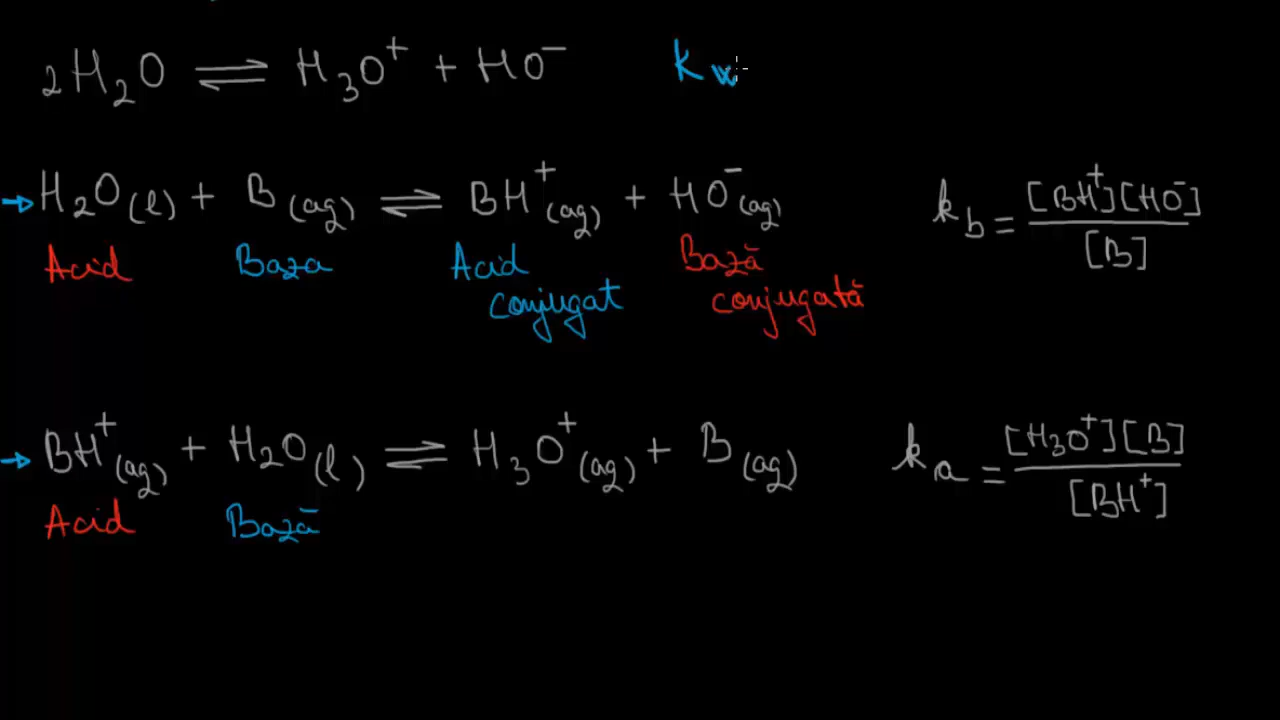 2H₂O ⇌ H₃O⁺ + HO⁻ kw
→ H₂O(l) + B(aq) ⇌ BH⁺(aq) + HO⁻(aq) kb = [BH⁺][HO⁻] / [B]
Acid Baza Acid conjugat Bază conjugată
→ BH⁺(aq) + H₂O(l) ⇌ H₃O⁺(aq) + B(aq) ka = [H₃O⁺][B] / [BH⁺]
Acid Bază